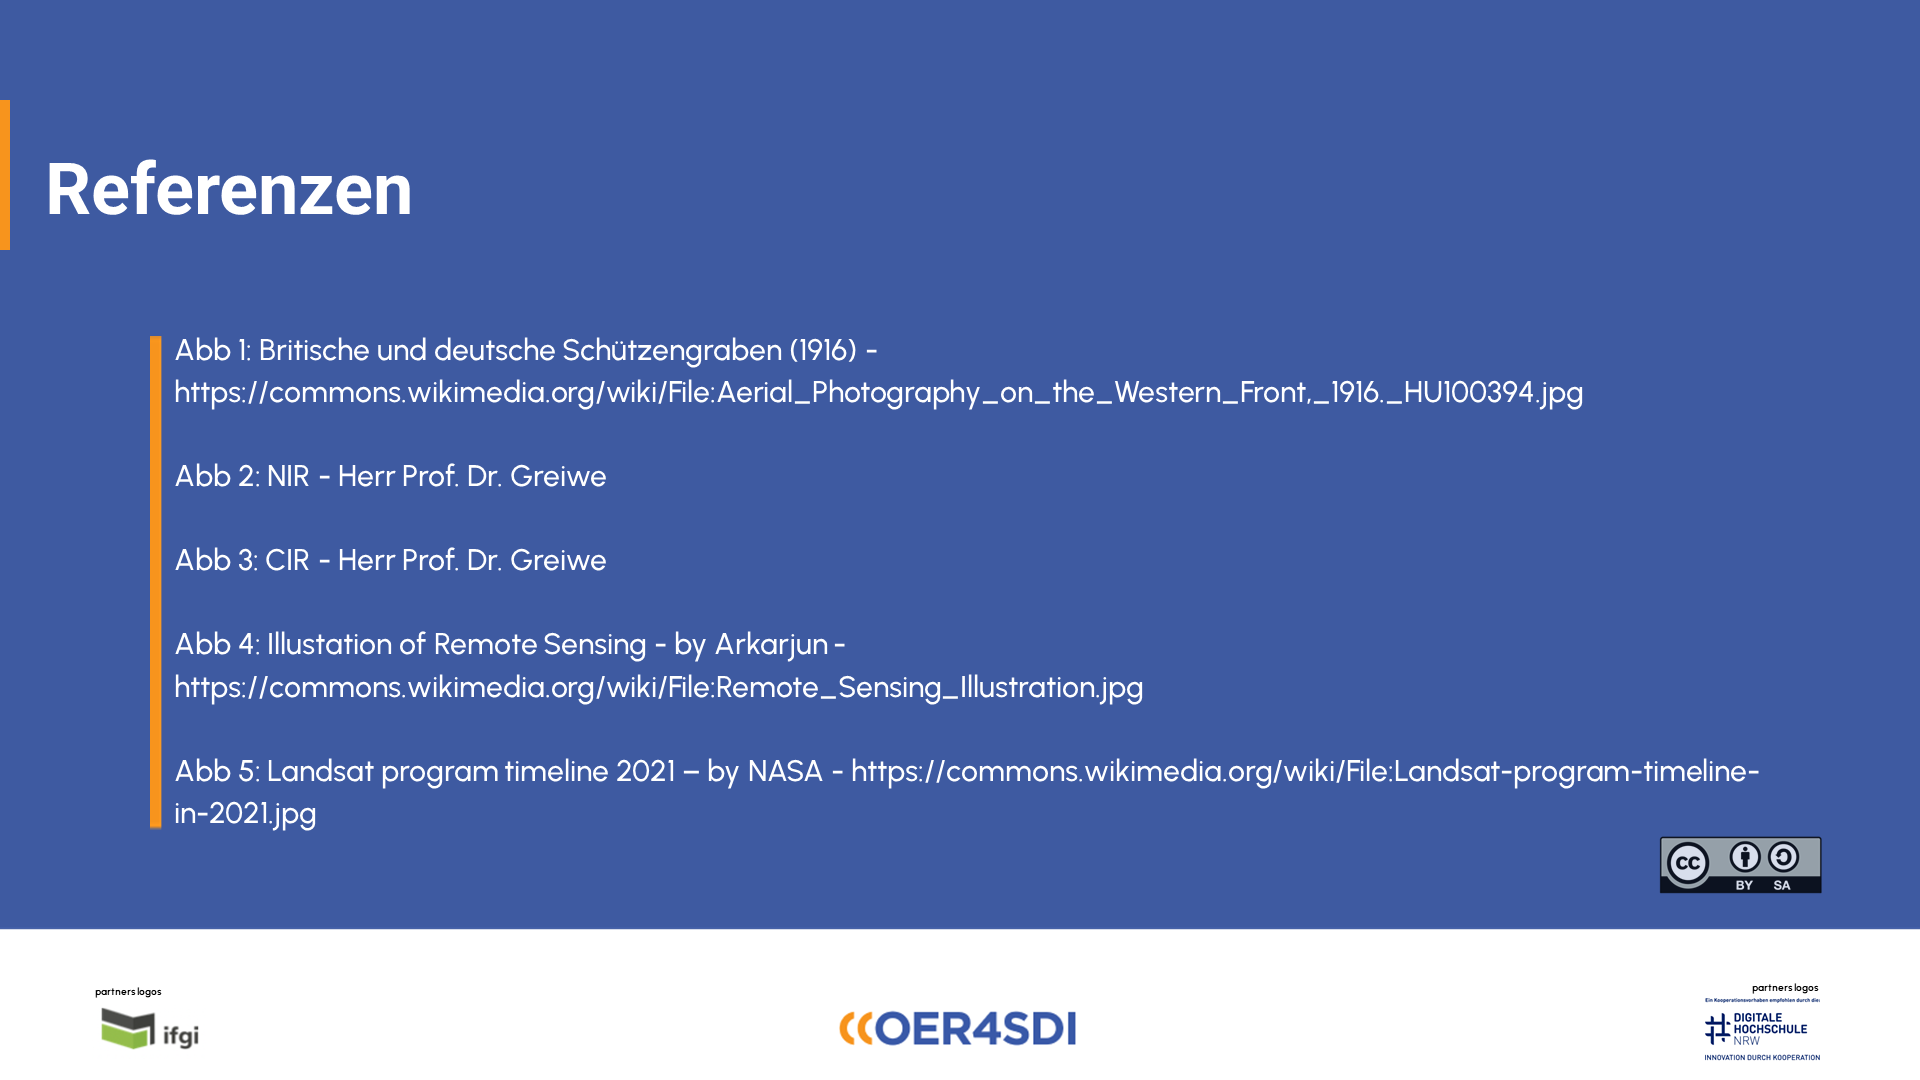 Referenzen
Abb 1: Britische und deutsche Schützengraben (1916) -
https://commons.wikimedia.org/wiki/File:Aerial_Photography_on_the_Western_Front,_1916._HU100394.jpg
Abb 2: NIR - Herr Prof. Dr. Greiwe
Abb 3: CIR - Herr Prof. Dr. Greiwe
Abb 4: Illustation of Remote Sensing - by Arkarjun -
https://commons.wikimedia.org/wiki/File:Remote_Sensing_Illustration.jpg
Abb 5: Landsat program timeline 2021 – by NASA - https://commons.wikimedia.org/wiki/File:Landsat-program-timeline-
in-2021.jpg
cc
BY SA
partners logos
ifgi
OER4SDI
partners logos
Ein Kooperationsvorhaben empfohlen durch die:
DIGITALE
HOCHSCHULE
NRW
INNOVATION DURCH KOOPERATION